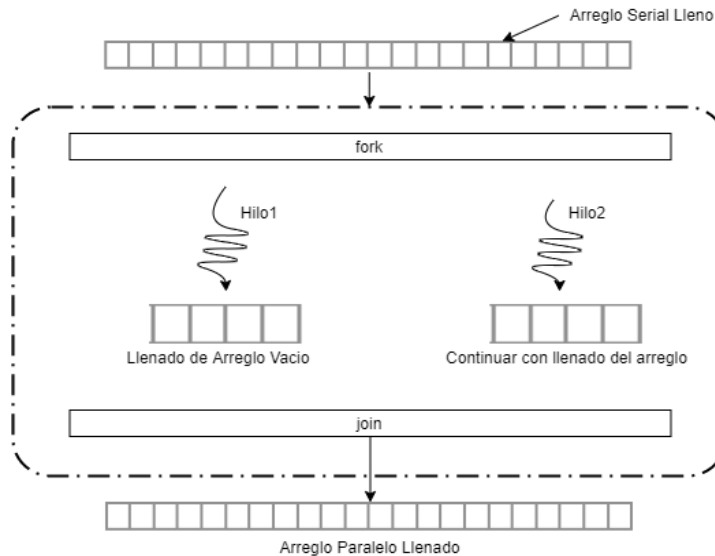 Arreglo Serial Lleno
fork
Hilo1
Hilo2
Llenado de Arreglo Vacio
Continuar con llenado del arreglo
join
Arreglo Paralelo Llenado